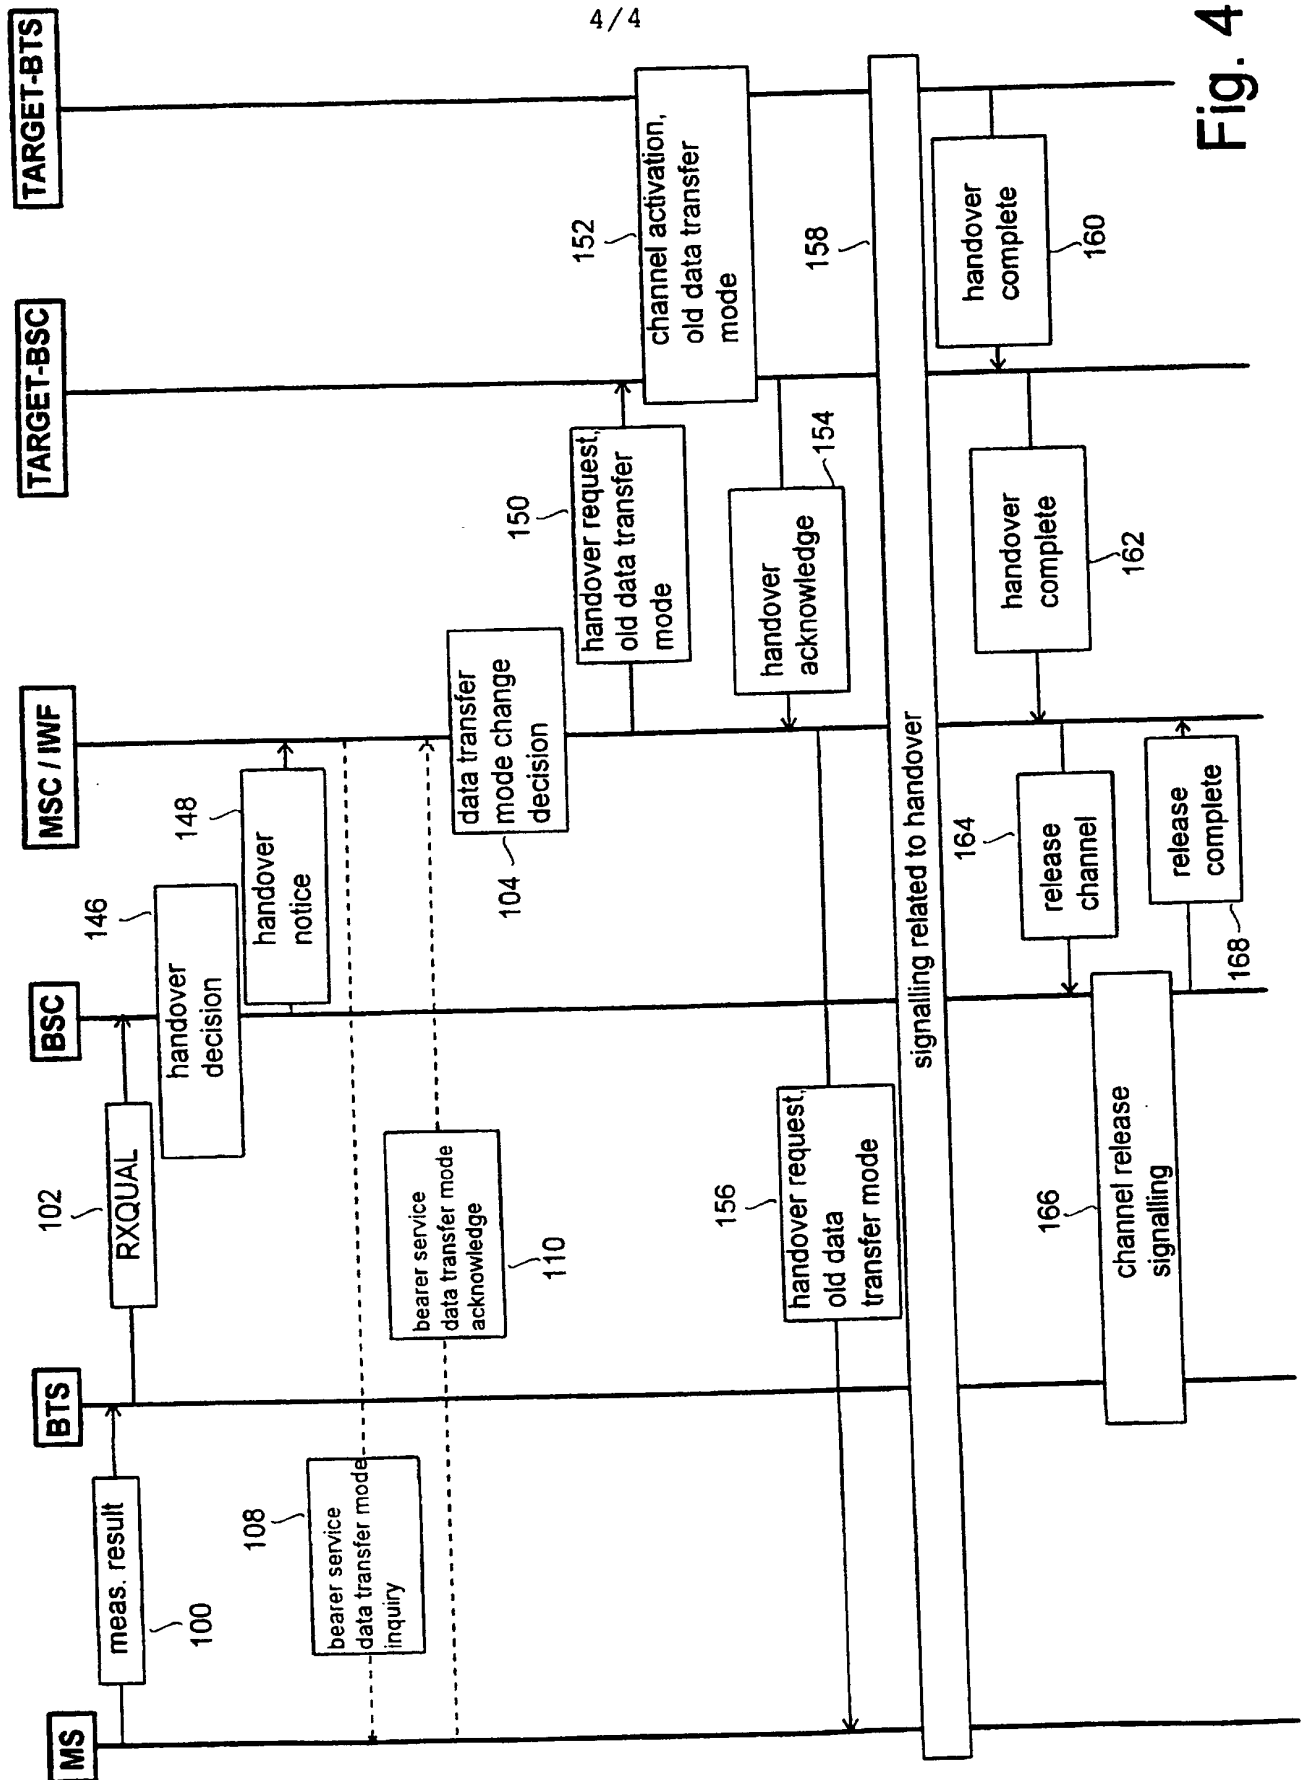 4/4
MS
BTS
BSC
MSC / IWF
TARGET-BSC
TARGET-BTS
meas. result
100
102
RXQUAL
146
handover
decision
148
handover
notice
108
bearer service
data transfer mode
inquiry
bearer service
data transfer mode
acknowledge
110
data transfer
mode change
decision
104
150
handover request,
old data transfer
mode
152
channel activation,
old data transfer
mode
154
handover
acknowledge
156
handover request,
old data
transfer mode
158
signalling related to handover
handover
complete
160
handover
complete
162
164
release
channel
166
channel release
signalling
release
complete
168
Fig. 4